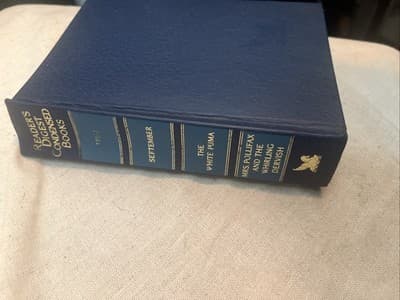 READER'S
DIGEST
CONDENSED
BOOKS
SEPTEMBER
THE
WHITE PUMA
MRS. POLLIFAX
AND THE
WHIRLING
DERVISH